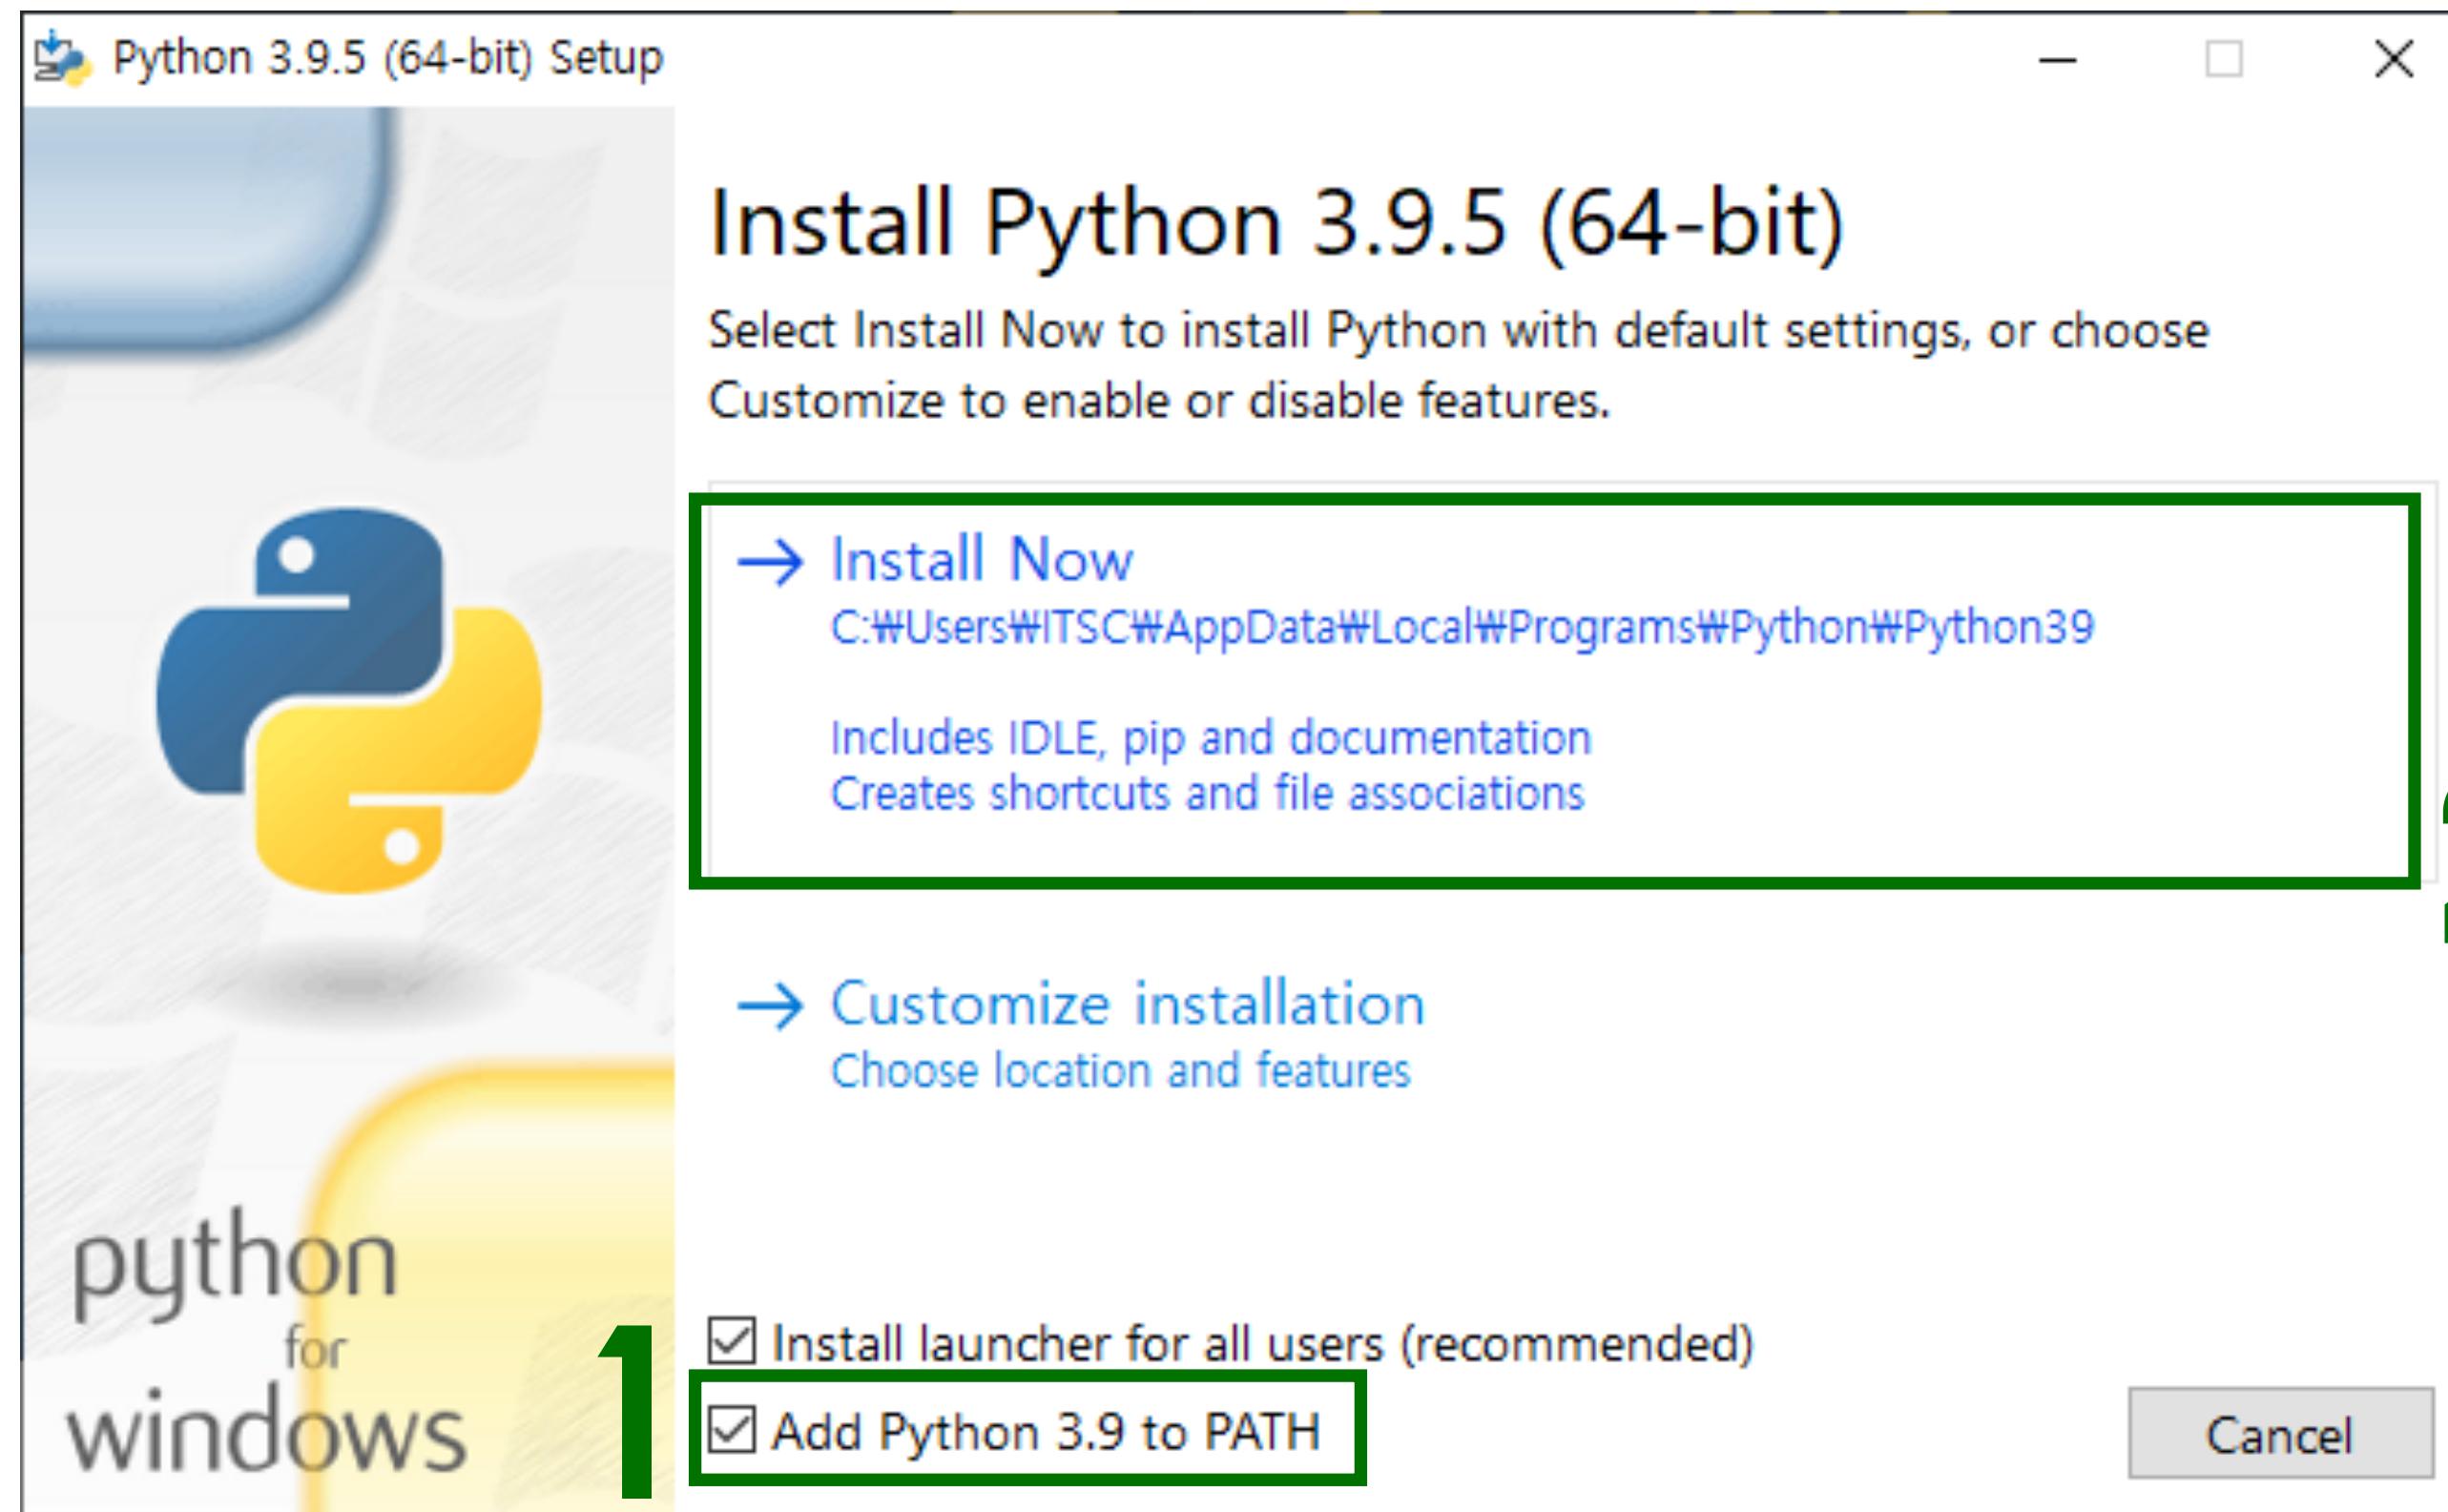 Python 3.9.5 (64-bit) Setup
Install Python 3.9.5 (64-bit)
Select Install Now to install Python with default settings, or choose
Customize to enable or disable features.
Install Now
C:₩Users₩ITSC₩AppData₩Local₩Programs₩Python₩Python39
Includes IDLE, pip and documentation
Creates shortcuts and file associations
Customize installation
Choose location and features
python
for
windows
1
Install launcher for all users (recommended)
Add Python 3.9 to PATH
Cancel